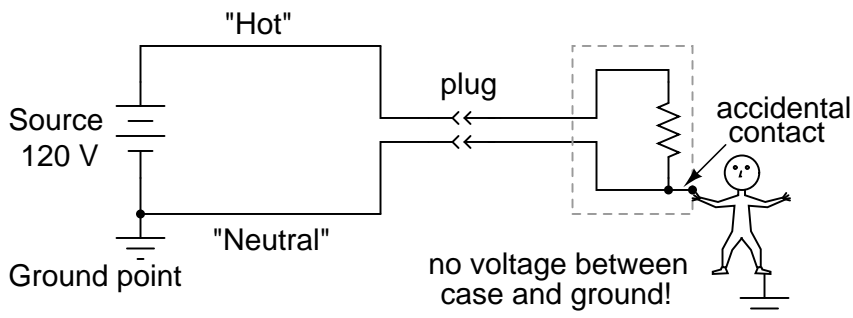 "Hot"
plug
Source
120 V
accidental
contact
"Neutral"
Ground point
no voltage between
case and ground!